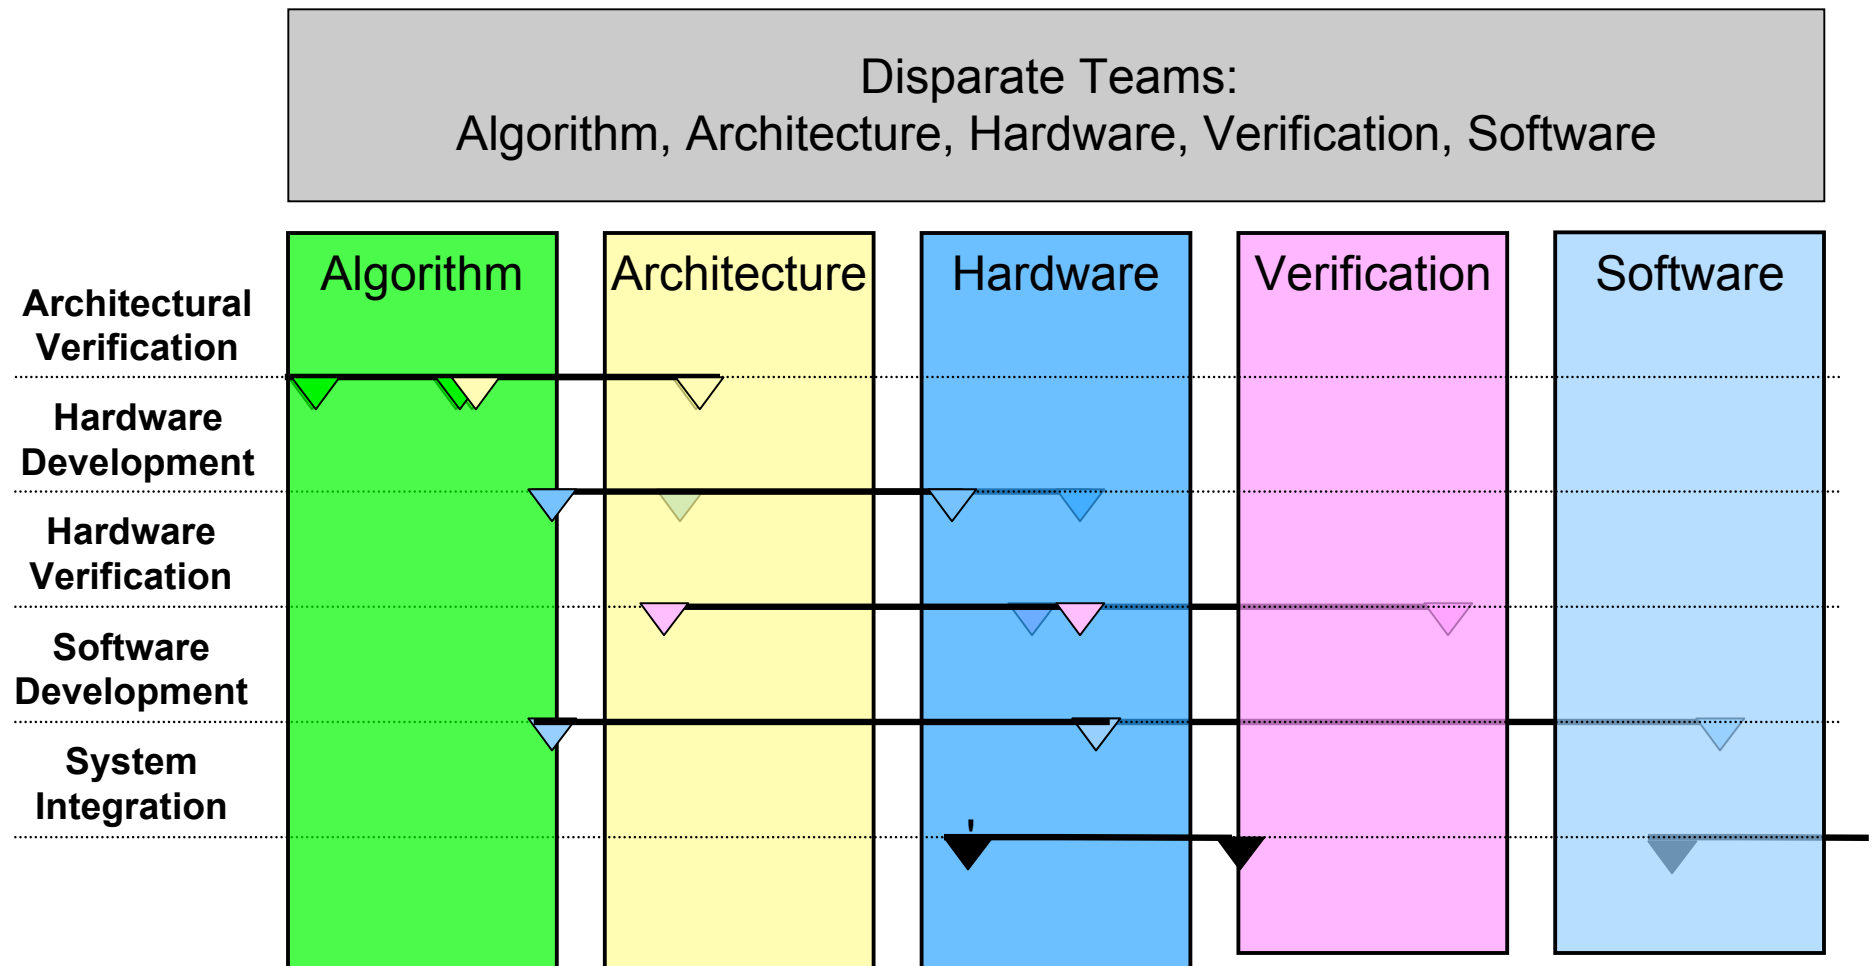 Disparate Teams:
Algorithm, Architecture, Hardware, Verification, Software
Algorithm
Architecture
Hardware
Verification
Software
Architectural
Verification
Hardware
Development
Hardware
Verification
Software
Development
System
Integration